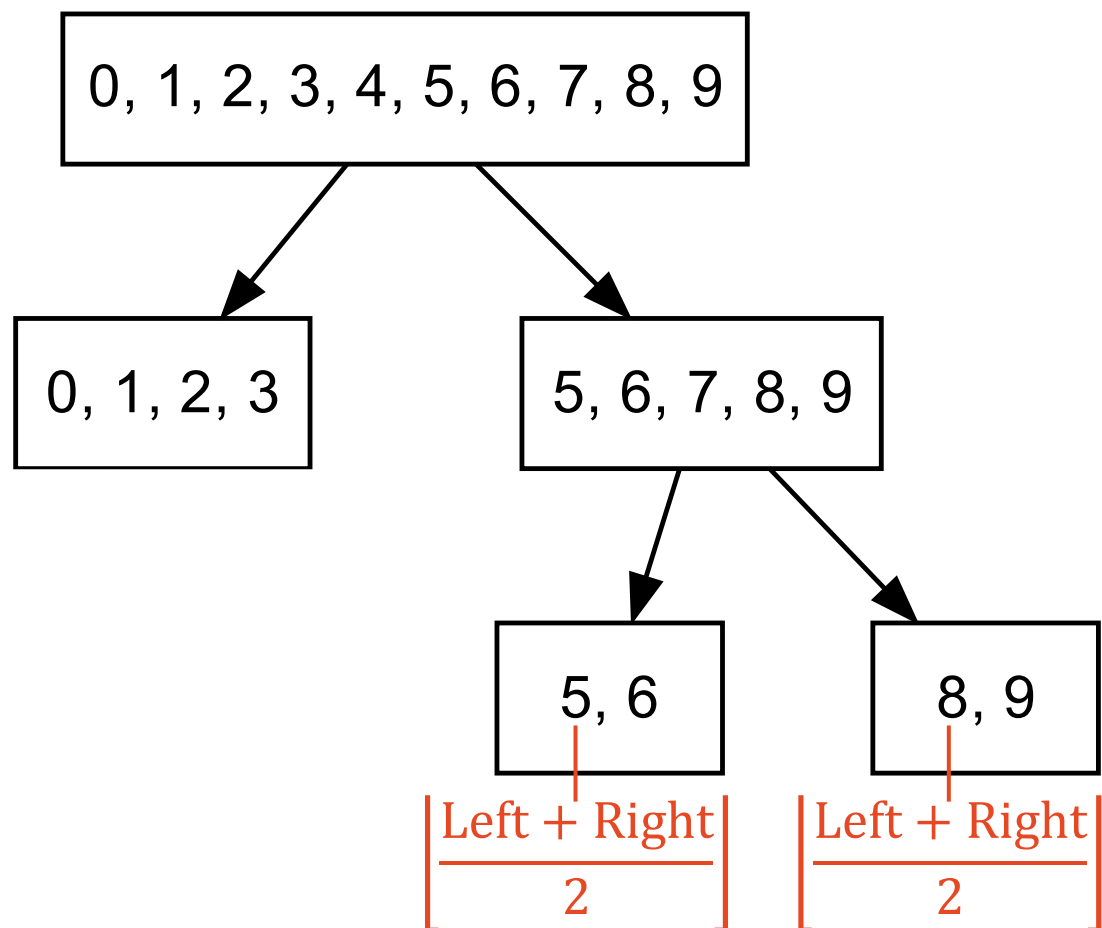 0, 1, 2, 3, 4, 5, 6, 7, 8, 9
0, 1, 2, 3
5, 6, 7, 8, 9
5, 6
8, 9
⌊(Left + Right)/2⌋
⌊(Left + Right)/2⌋